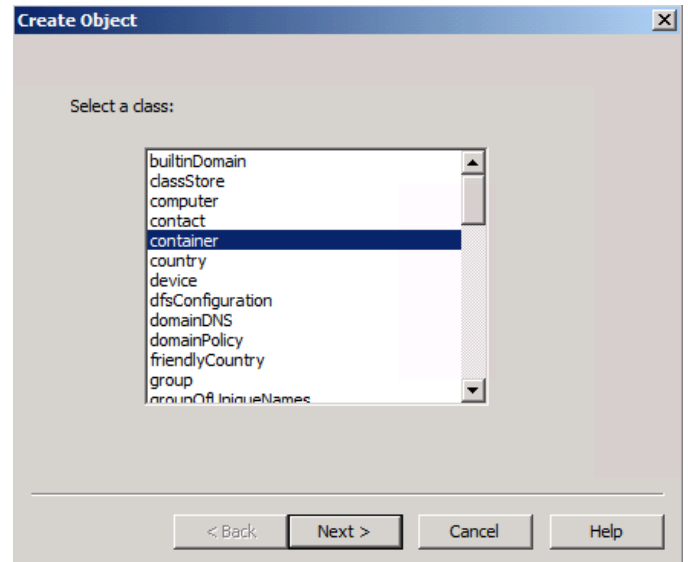 Create Object
Select a class:
builtinDomain
classStore
computer
contact
container
country
device
dfsConfiguration
domainDNS
domainPolicy
friendlyCountry
group
groupOfUniqueNames
< Back Next > Cancel Help